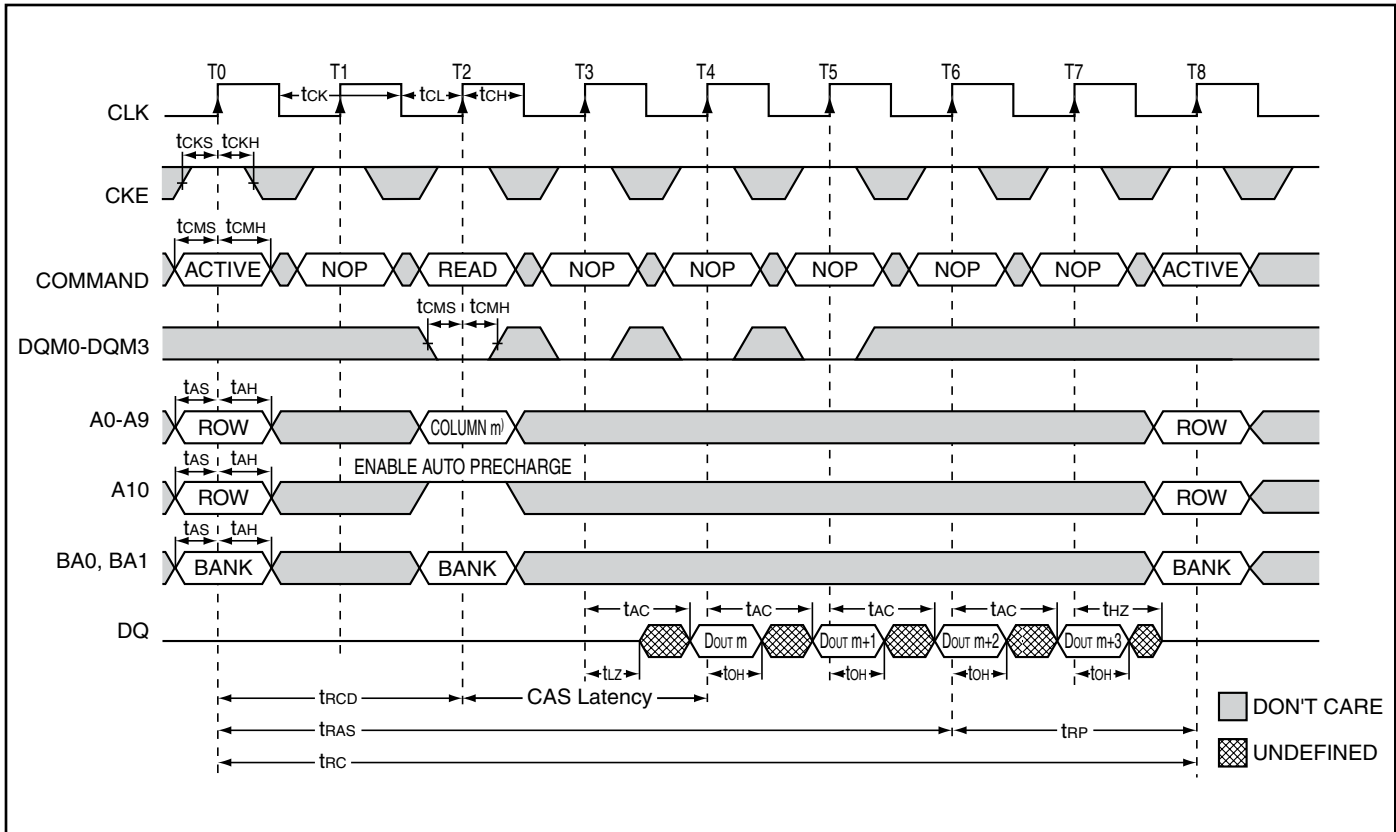 T0 T1 T2 T3 T4 T5 T6 T7 T8
tCK tCL tCH
CLK
tCKS tCKH
CKE
tCMS tCMH
COMMAND ACTIVE NOP READ NOP NOP NOP NOP NOP ACTIVE
tCMS tCMH
DQM0-DQM3
tAS tAH
A0-A9 ROW COLUMN m) ROW
tAS tAH ENABLE AUTO PRECHARGE
A10 ROW ROW
tAS tAH
BA0, BA1 BANK BANK BANK
tAC tAC tAC tAC tHZ
DQ DOUT m DOUT m+1 DOUT m+2 DOUT m+3
tLZ tOH tOH tOH tOH
tRCD CAS Latency
DON'T CARE
tRAS tRP
UNDEFINED
tRC